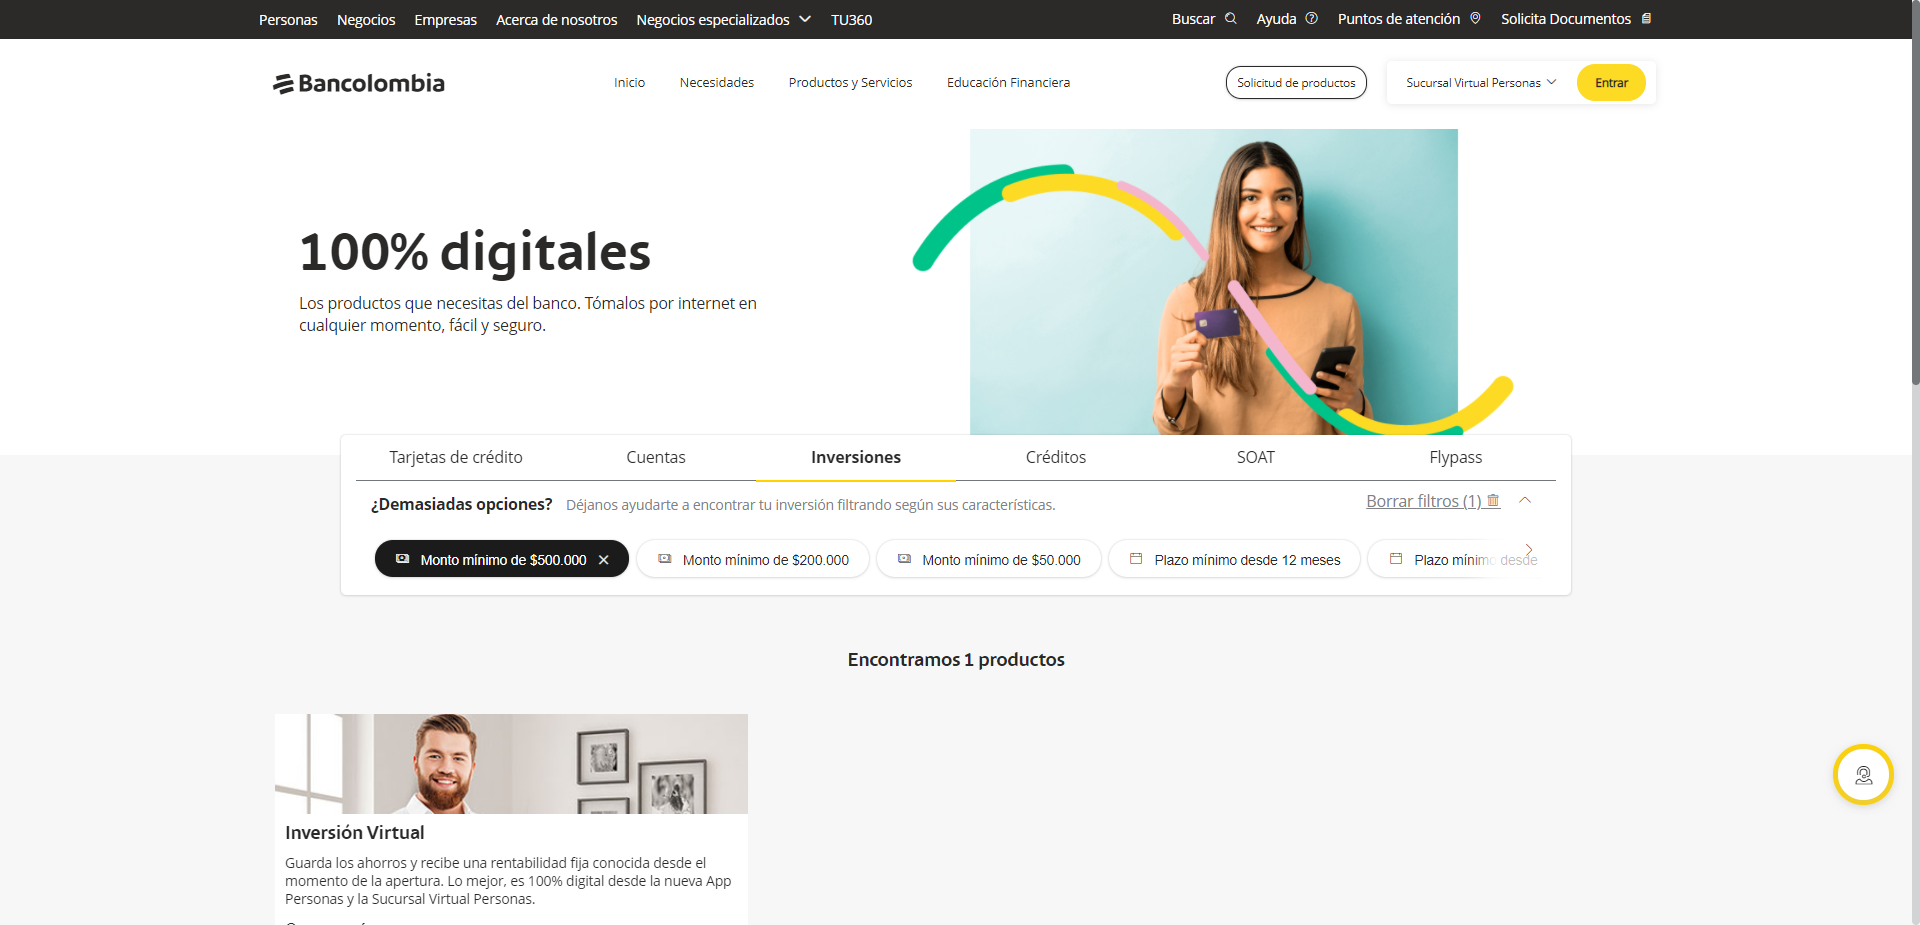 Personas Negocios Empresas Acerca de nosotros Negocios especializados TU360 Buscar Ayuda Puntos de atención Solicita Documentos
Bancolombia Inicio Necesidades Productos y Servicios Educación Financiera Solicitud de productos Sucursal Virtual Personas Entrar
100% digitales
Los productos que necesitas del banco. Tómalos por internet en
cualquier momento, fácil y seguro.
Tarjetas de crédito Cuentas Inversiones Créditos SOAT Flypass
¿Demasiadas opciones? Déjanos ayudarte a encontrar tu inversión filtrando según sus características. Borrar filtros (1)
Monto mínimo de $500.000 Monto mínimo de $200.000 Monto mínimo de $50.000 Plazo mínimo desde 12 meses Plazo mínimo desde
Encontramos 1 productos
Inversión Virtual
Guarda los ahorros y recibe una rentabilidad fija conocida desde el
momento de la apertura. Lo mejor, es 100% digital desde la nueva App
Personas y la Sucursal Virtual Personas.